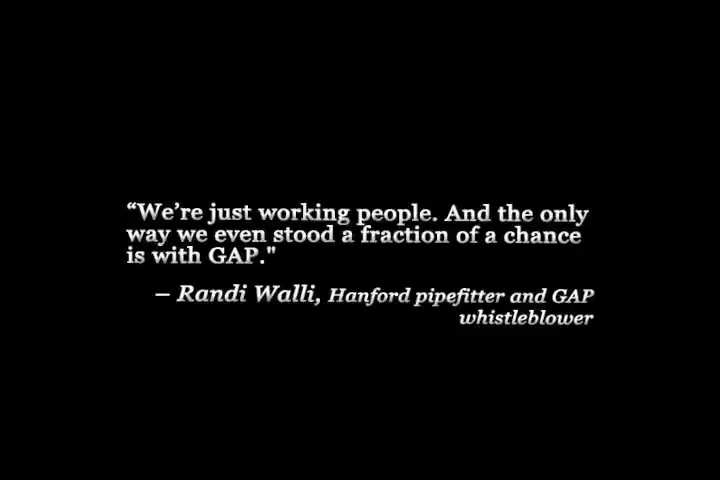 “We’re just working people. And the only
way we even stood a fraction of a chance
is with GAP."
– Randi Walli, Hanford pipefitter and GAP
whistleblower